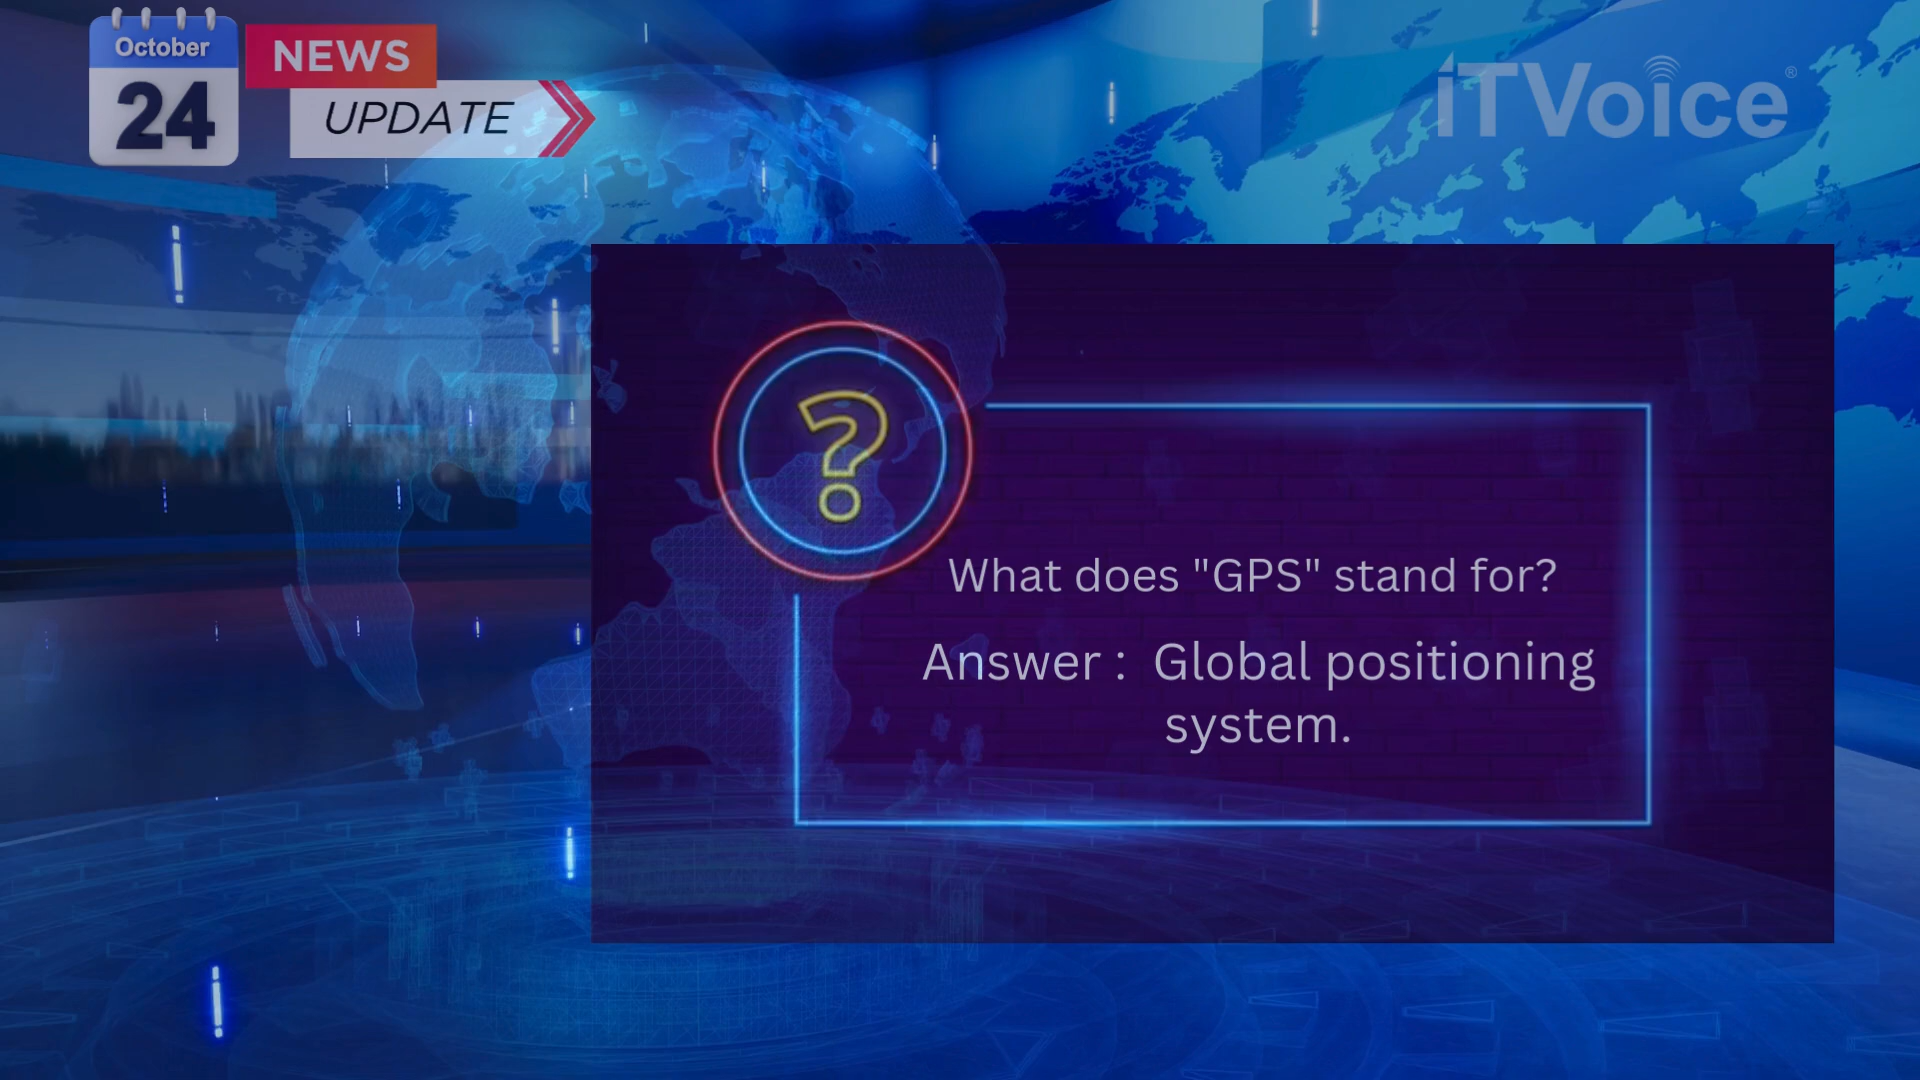 October
24
NEWS
UPDATE
iTVoice®
?
What does "GPS" stand for?
Answer : Global positioning
system.